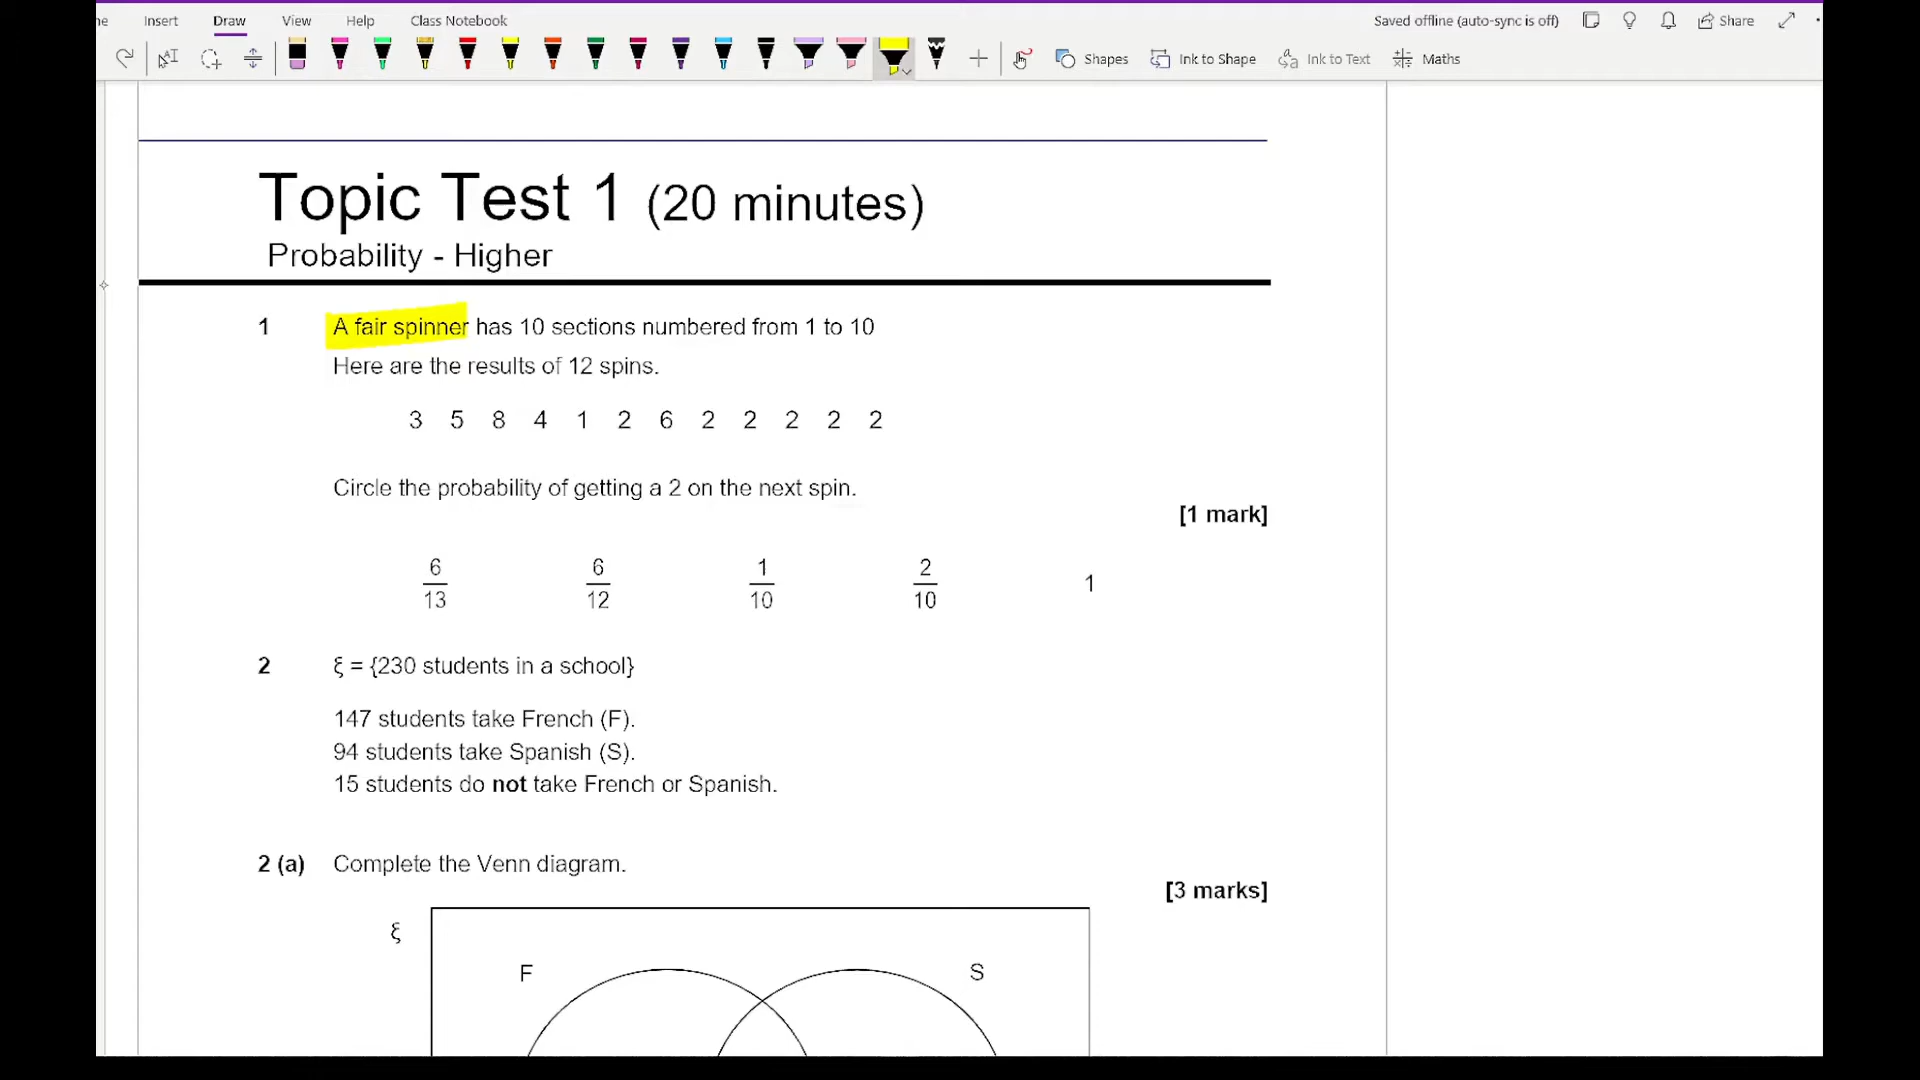 Insert Draw View Help Class Notebook Saved offline (auto-sync is off) Share
Shapes Ink to Shape Ink to Text Maths
Topic Test 1 (20 minutes)
Probability - Higher
1 A fair spinner has 10 sections numbered from 1 to 10
Here are the results of 12 spins.
3 5 8 4 1 2 6 2 2 2 2 2
Circle the probability of getting a 2 on the next spin.
[1 mark]
6/13 6/12 1/10 2/10 1
2 ξ = {230 students in a school}
147 students take French (F).
94 students take Spanish (S).
15 students do not take French or Spanish.
2 (a) Complete the Venn diagram.
[3 marks]
ξ
F S